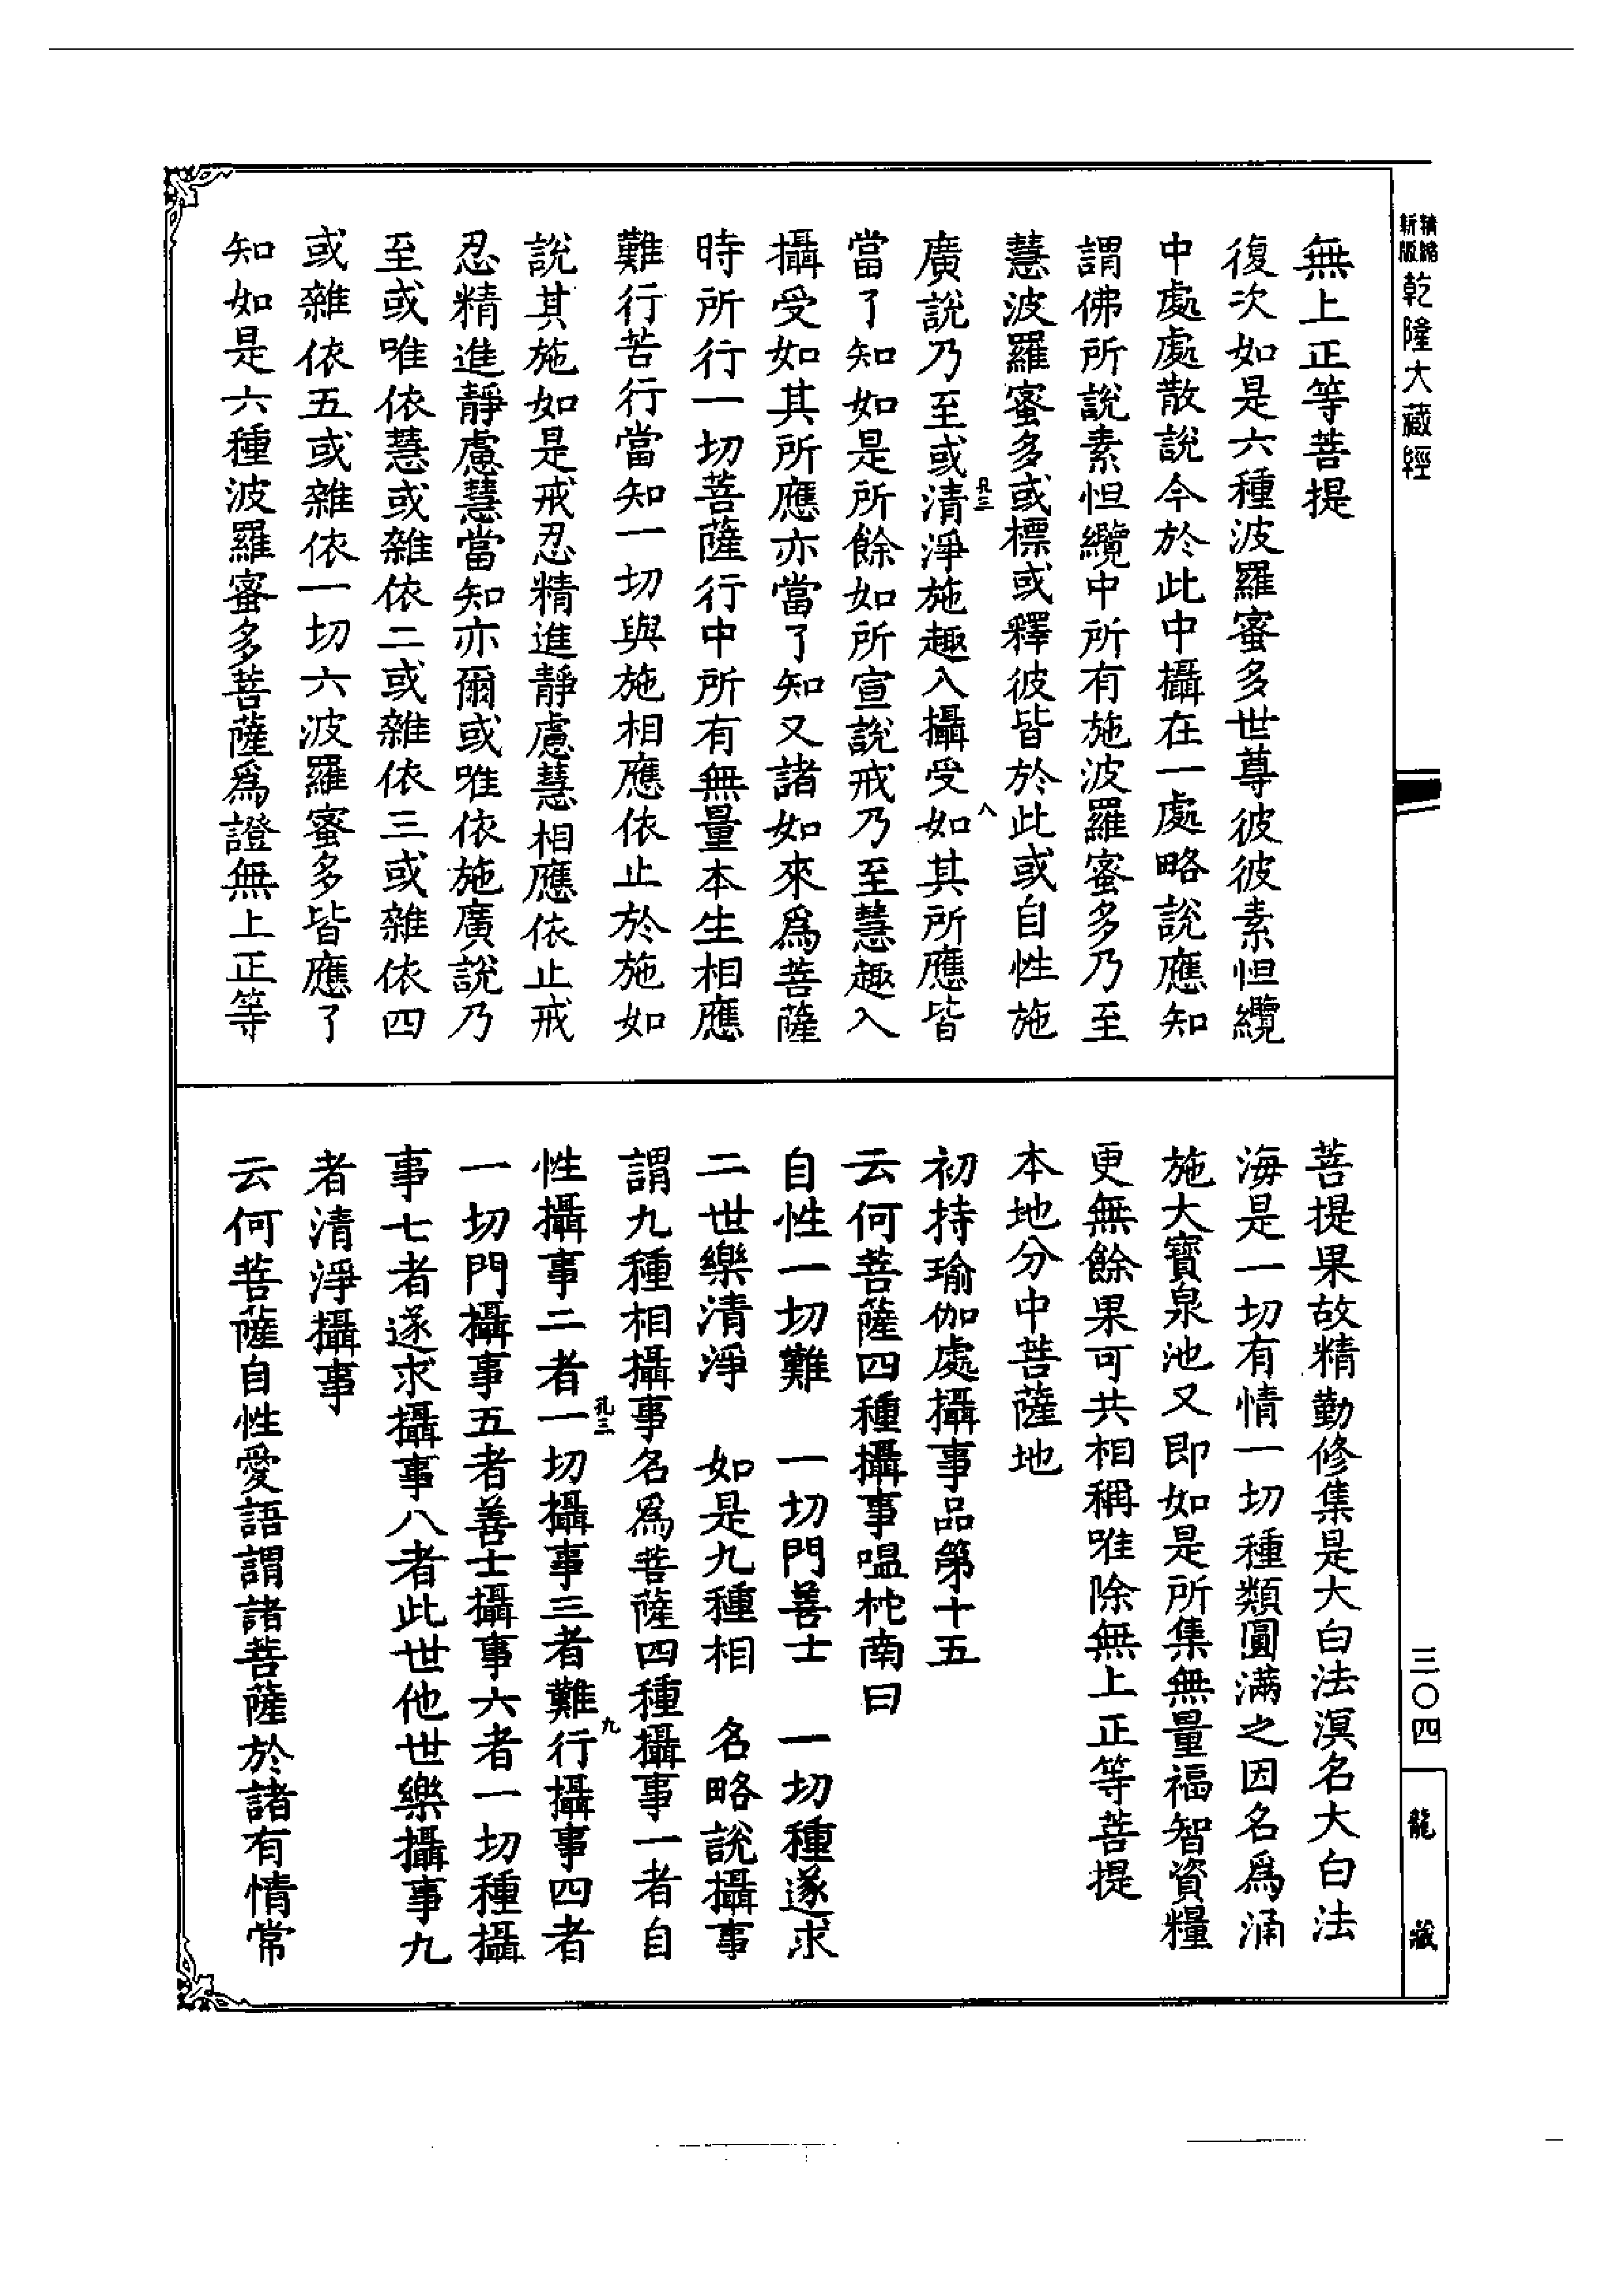 精縮新版乾隆大藏經
無上正等菩提
復次如是六種波羅蜜多世尊彼彼素怛纜
中處處散說今於此中攝在一處略說應知
謂佛所說素怛纜中所有施波羅蜜多乃至
慧波羅蜜多或標或釋彼皆於此或自性施
孔三
八
廣說乃至或清淨施趣入攝受如其所應皆
當了知如是所餘如所宣說戒乃至慧趣入
攝受如其所應亦當了知又諸如來爲菩薩
時所行一切菩薩行中所有無量本生相應
難行苦行當知一切與施相應依止於施如
說其施如是戒忍精進靜慮慧相應依止戒
忍精進靜慮慧當知亦爾或唯依施廣說乃
至或唯依慧或雜依二或雜依三或雜依四
或雜依五或雜依一切六波羅蜜多皆應了
知如是六種波羅蜜多菩薩爲證無上正等
菩提果故精勤修集是大白法溟名大白法
海是一切有情一切種類圓滿之因名爲涌
施大寶泉池又即如是所集無量福智資糧
更無餘果可共相稱唯除無上正等菩提
本地分中菩薩地
初持瑜伽處攝事品第十五
云何菩薩四種攝事嗢柁南曰
自性一切難　一切門善士　一切種遂求
二世樂清淨　如是九種相　名略說攝事
謂九種相攝事名爲菩薩四種攝事一者自
孔三
九
性攝事二者一切攝事三者難行攝事四者
一切門攝事五者善士攝事六者一切種攝
事七者遂求攝事八者此世他世樂攝事九
者清淨攝事
云何菩薩自性愛語謂諸菩薩於諸有情常
三〇四
龍藏